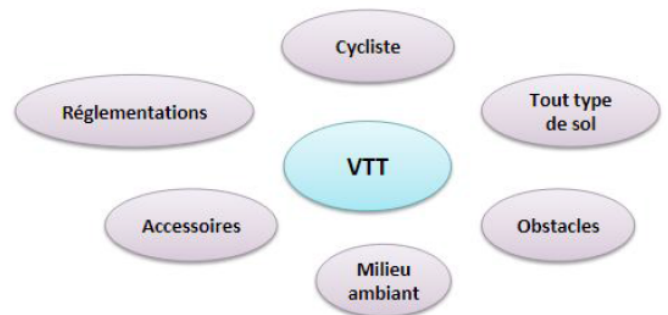 Cycliste
Réglementations
Tout type
de sol
VTT
Accessoires
Obstacles
Milieu
ambiant